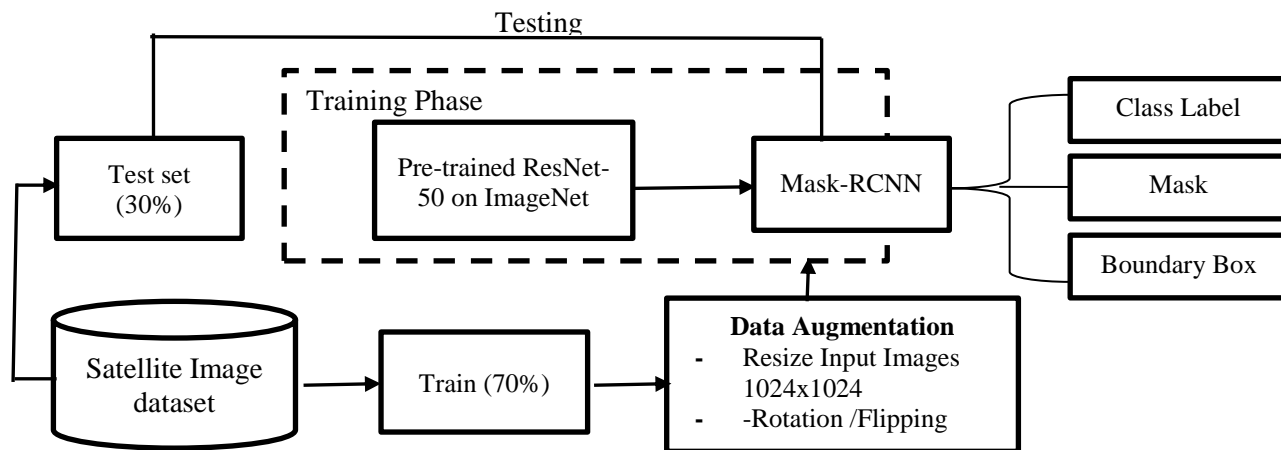 Testing
Training Phase
Test set
(30%)
Pre-trained ResNet-
50 on ImageNet
Mask-RCNN
Class Label
Mask
Boundary Box
Satellite Image
dataset
Train (70%)
Data Augmentation
- Resize Input Images
1024x1024
- -Rotation /Flipping